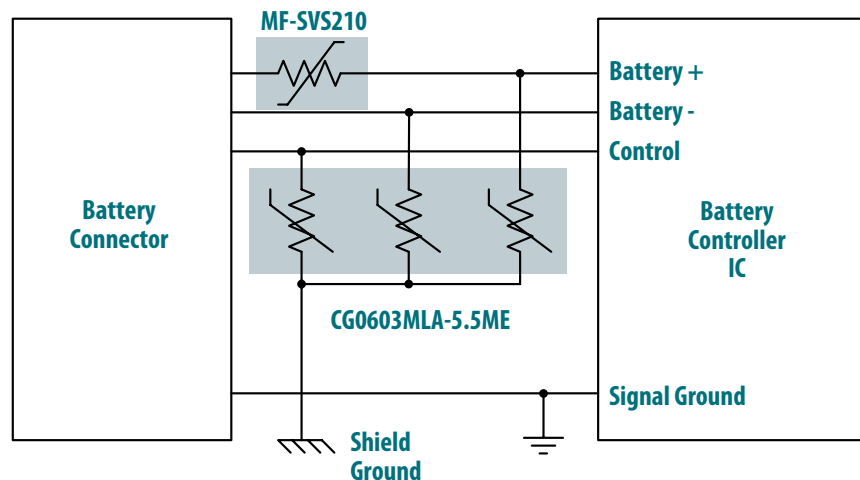 MF-SVS210
Battery +
Battery -
Control
Battery
Connector
Battery
Controller
IC
CG0603MLA-5.5ME
Signal Ground
Shield
Ground